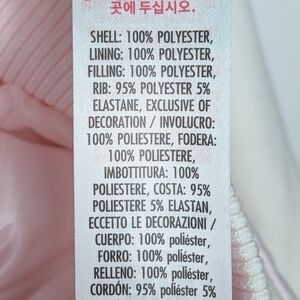 곳에 두십시오.
SHELL: 100% POLYESTER,
LINING: 100% POLYESTER,
FILLING: 100% POLYESTER,
RIB: 95% POLYESTER 5%
ELASTANE, EXCLUSIVE OF
DECORATION / INVOLUCRO:
100% POLIESTERE, FODERA:
100% POLIESTERE,
IMBOTTITURA: 100%
POLIESTERE, COSTA: 95%
POLIESTERE 5% ELASTAN,
ECCETTO LE DECORAZIONI /
CUERPO: 100% poliéster,
FORRO: 100% poliéster,
RELLENO: 100% poliéster,
CORDÓN: 95% poliéster 5%